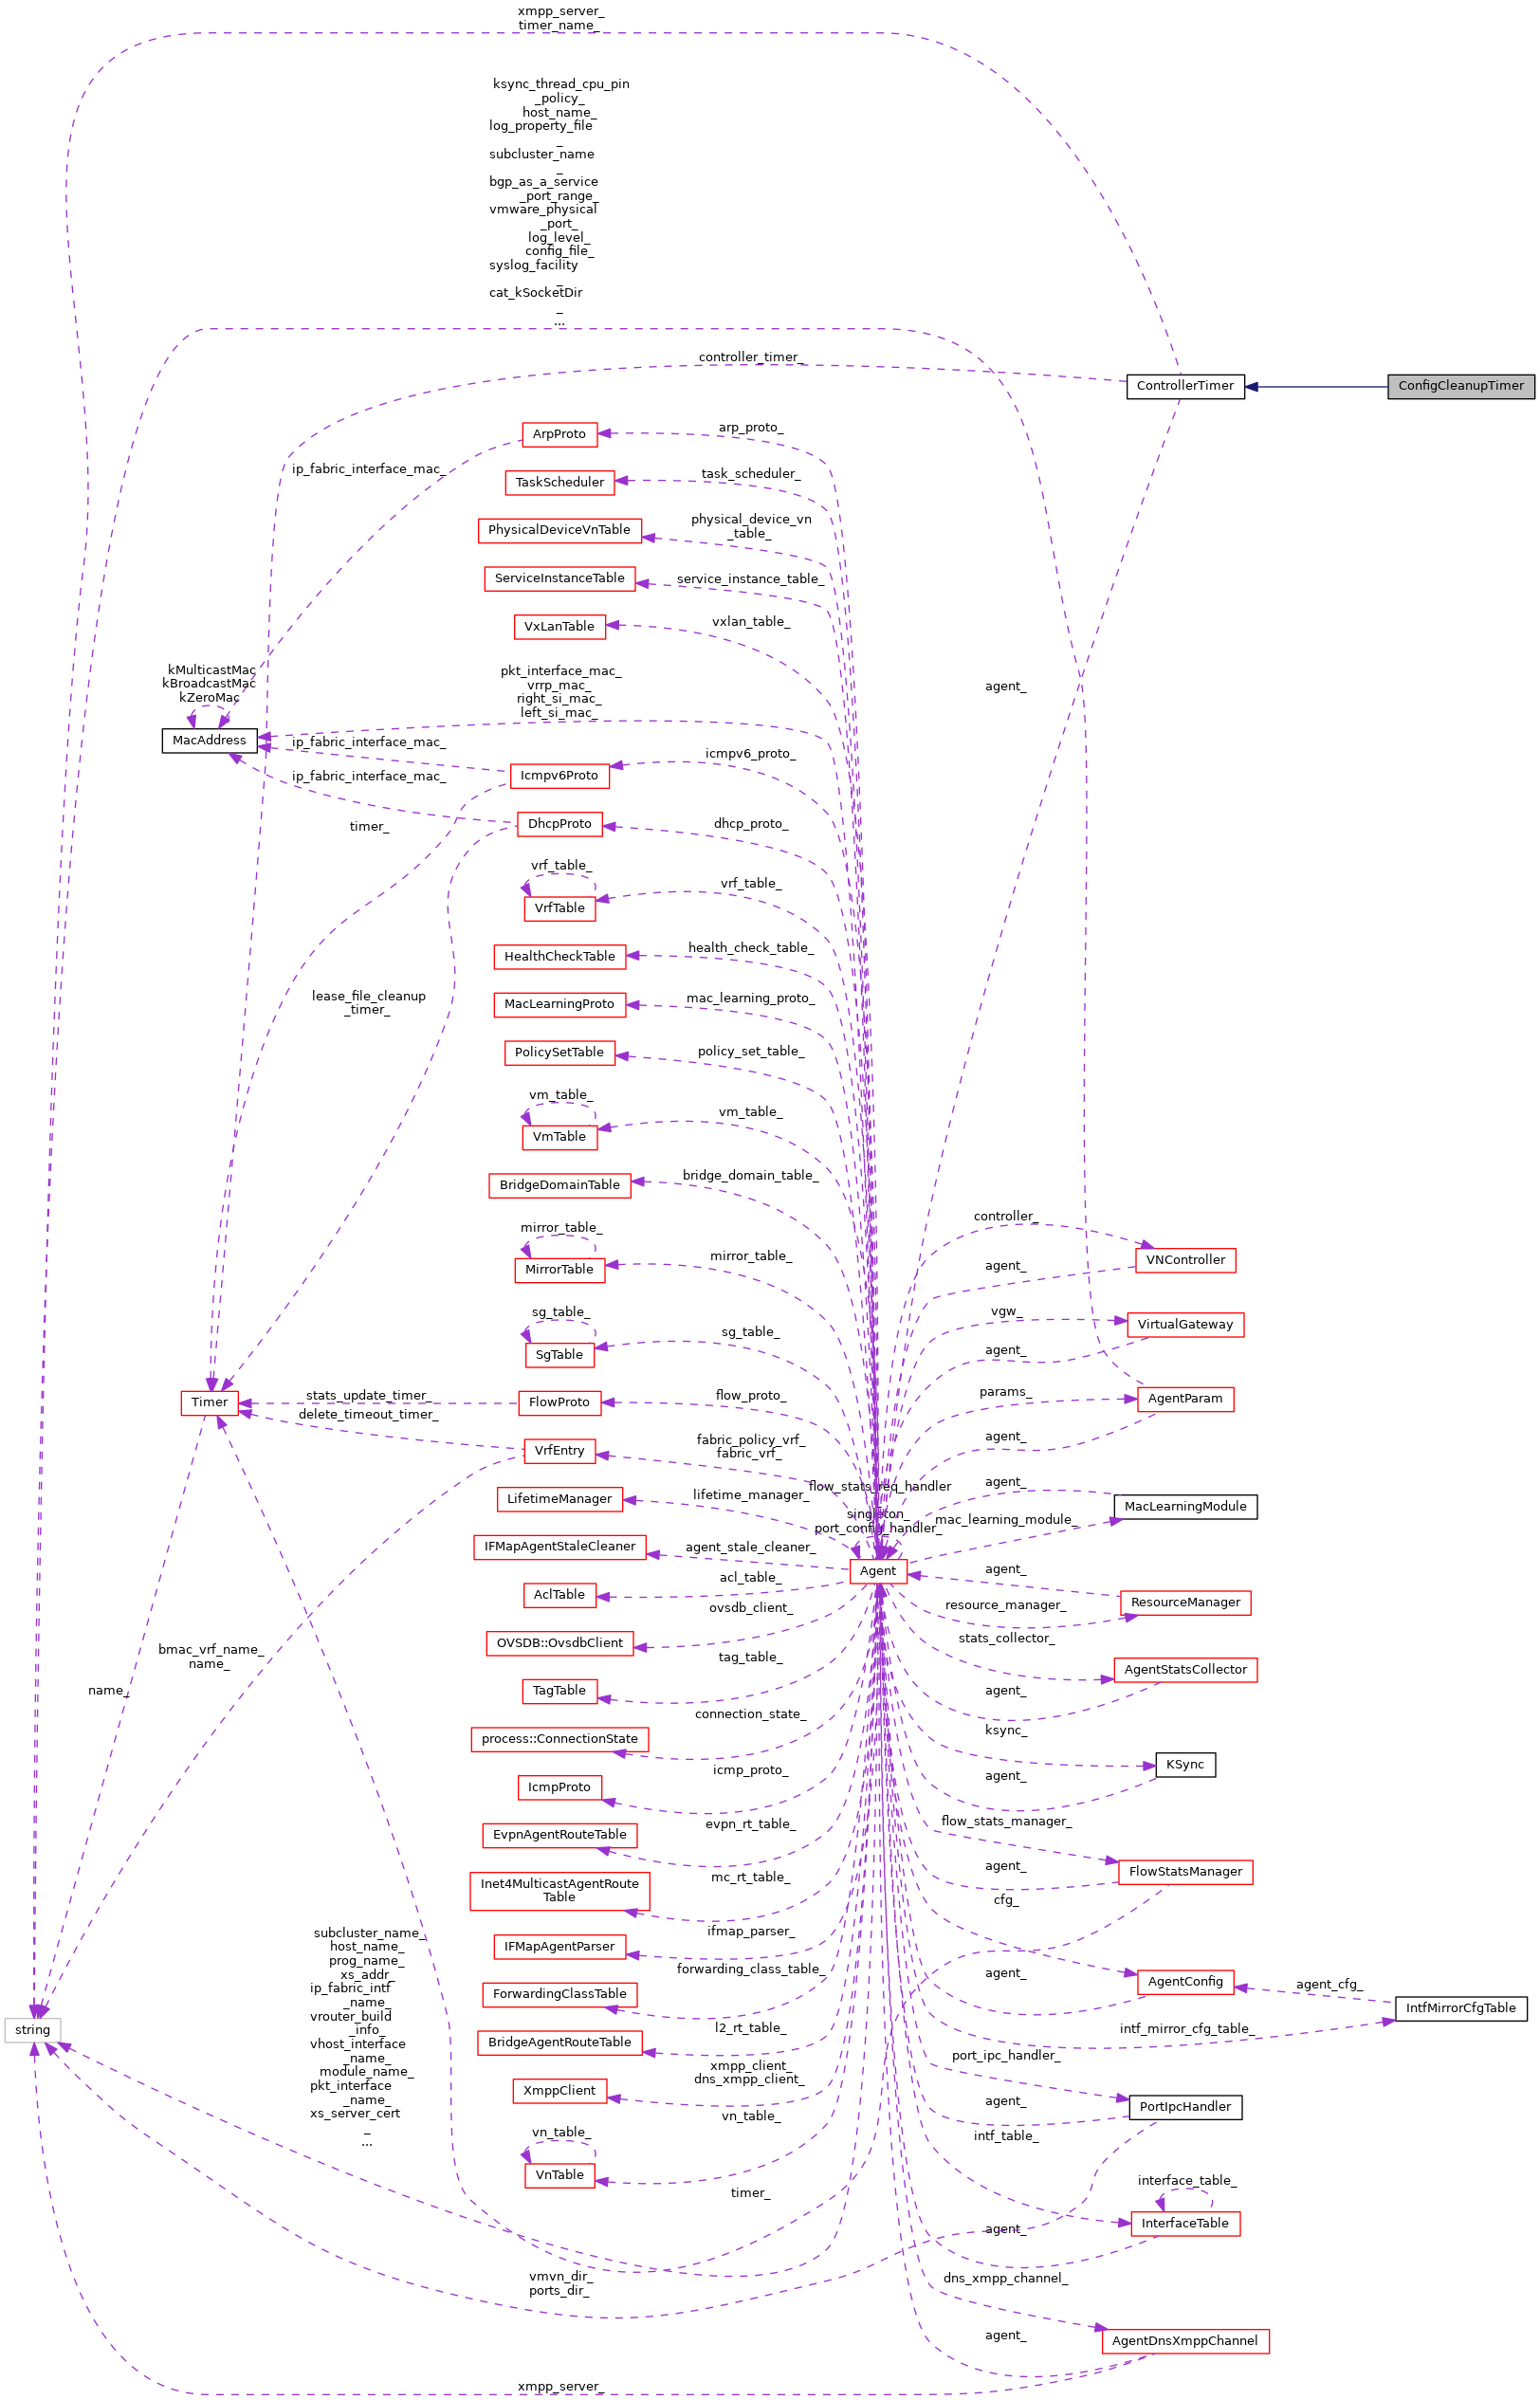 xmpp_server_
timer_name_
ksync_thread_cpu_pin
_policy_
host_name_
log_property_file
_
subcluster_name
_
bgp_as_a_service
_port_range_
vmware_physical
_port_
log_level_
config_file_
syslog_facility
_
cat_kSocketDir
_
...
controller_timer_
ControllerTimer
ConfigCleanupTimer
ArpProto
arp_proto_
ip_fabric_interface_mac_
TaskScheduler
task_scheduler_
PhysicalDeviceVnTable
physical_device_vn
_table_
ServiceInstanceTable
service_instance_table_
VxLanTable
vxlan_table_
kMulticastMac
kBroadcastMac
kZeroMac
MacAddress
pkt_interface_mac_
vrrp_mac_
right_si_mac_
left_si_mac_
agent_
ip_fabric_interface_mac_
Icmpv6Proto
icmpv6_proto_
ip_fabric_interface_mac_
timer_
DhcpProto
dhcp_proto_
vrf_table_
VrfTable
vrf_table_
HealthCheckTable
health_check_table_
lease_file_cleanup
_timer_
MacLearningProto
mac_learning_proto_
PolicySetTable
policy_set_table_
vm_table_
VmTable
vm_table_
BridgeDomainTable
bridge_domain_table_
mirror_table_
MirrorTable
mirror_table_
controller_
VNController
agent_
sg_table_
SgTable
sg_table_
vgw_
VirtualGateway
agent_
Timer
stats_update_timer_
delete_timeout_timer_
FlowProto
flow_proto_
params_
AgentParam
agent_
VrfEntry
fabric_policy_vrf_
fabric_vrf_
LifetimeManager
lifetime_manager_
flow_stats_req_handler
_
singleton_
port_config_handler_
agent_
mac_learning_module_
MacLearningModule
IFMapAgentStaleCleaner
agent_stale_cleaner_
Agent
AclTable
acl_table_
agent_
resource_manager_
ResourceManager
OVSDB::OvsdbClient
ovsdb_client_
stats_collector_
AgentStatsCollector
agent_
bmac_vrf_name_
name_
name_
TagTable
tag_table_
process::ConnectionState
connection_state_
ksync_
KSync
agent_
IcmpProto
icmp_proto_
EvpnAgentRouteTable
evpn_rt_table_
flow_stats_manager_
FlowStatsManager
agent_
Inet4MulticastAgentRoute
Table
mc_rt_table_
cfg_
AgentConfig
agent_
IFMapAgentParser
ifmap_parser_
ForwardingClassTable
forwarding_class_table_
agent_cfg_
IntfMirrorCfgTable
intf_mirror_cfg_table_
subcluster_name_
host_name_
prog_name_
xs_addr_
ip_fabric_intf
_name_
vrouter_build
_info_
vhost_interface
_name_
module_name_
pkt_interface
_name_
xs_server_cert
_
...
string
BridgeAgentRouteTable
l2_rt_table_
port_ipc_handler_
PortIpcHandler
agent_
XmppClient
xmpp_client_
dns_xmpp_client_
vn_table_
VnTable
vn_table_
intf_table_
interface_table_
InterfaceTable
agent_
timer_
vmvn_dir_
ports_dir_
dns_xmpp_channel_
AgentDnsXmppChannel
agent_
xmpp_server_